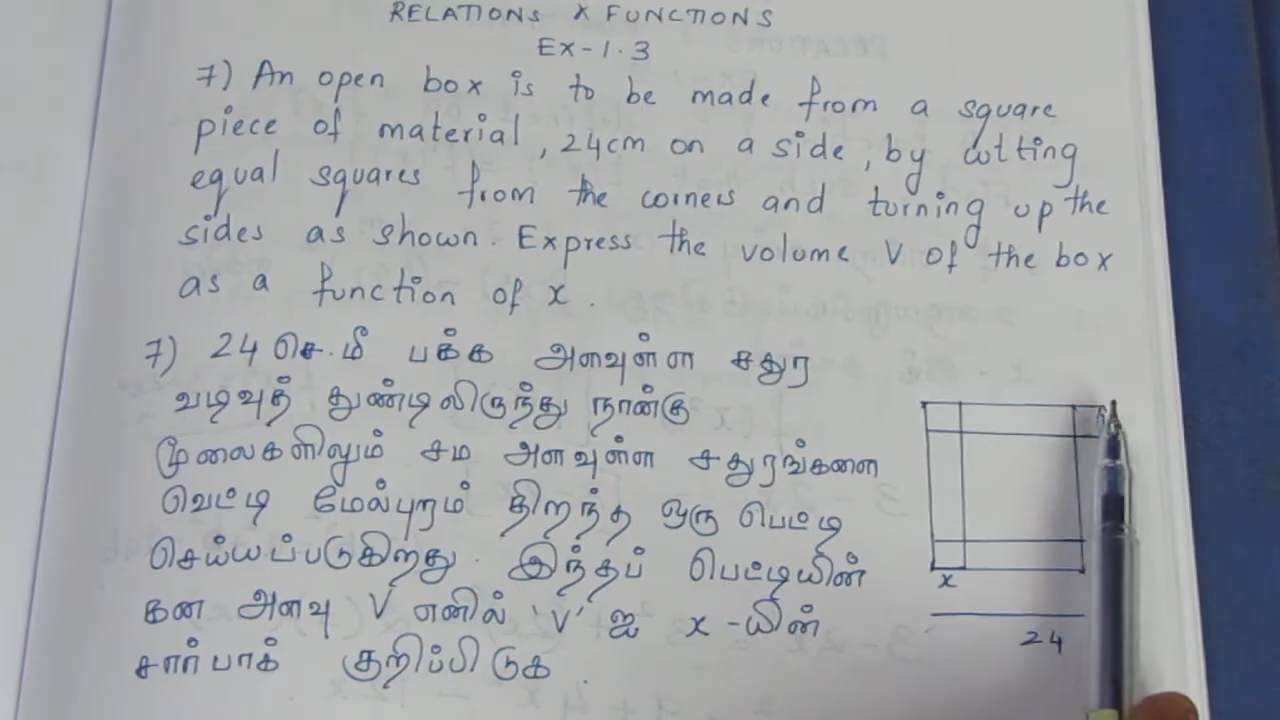 RELATIONS & FUNCTIONS
Ex-1.3
7) An open box is to be made from a square
piece of material, 24cm on a side, by cutting
equal squares from the corners and turning up the
sides as shown. Express the volume V of the box
as a function of x.
7) 24 செ.மீ பக்க அளவுள்ள சதுர
வடிவுத் துண்டிலிருந்து நான்கு
மூலைகளிலும் சம அளவுள்ள சதுரங்களை
வெட்டி மேல்புறம் திறந்த ஒரு பெட்டி
செய்யப்படுகிறது. இந்தப் பெட்டியின்
கன அளவு V எனில் 'V' ஐ x -யின்
சார்பாக் குறிப்பிடுக.
x
24